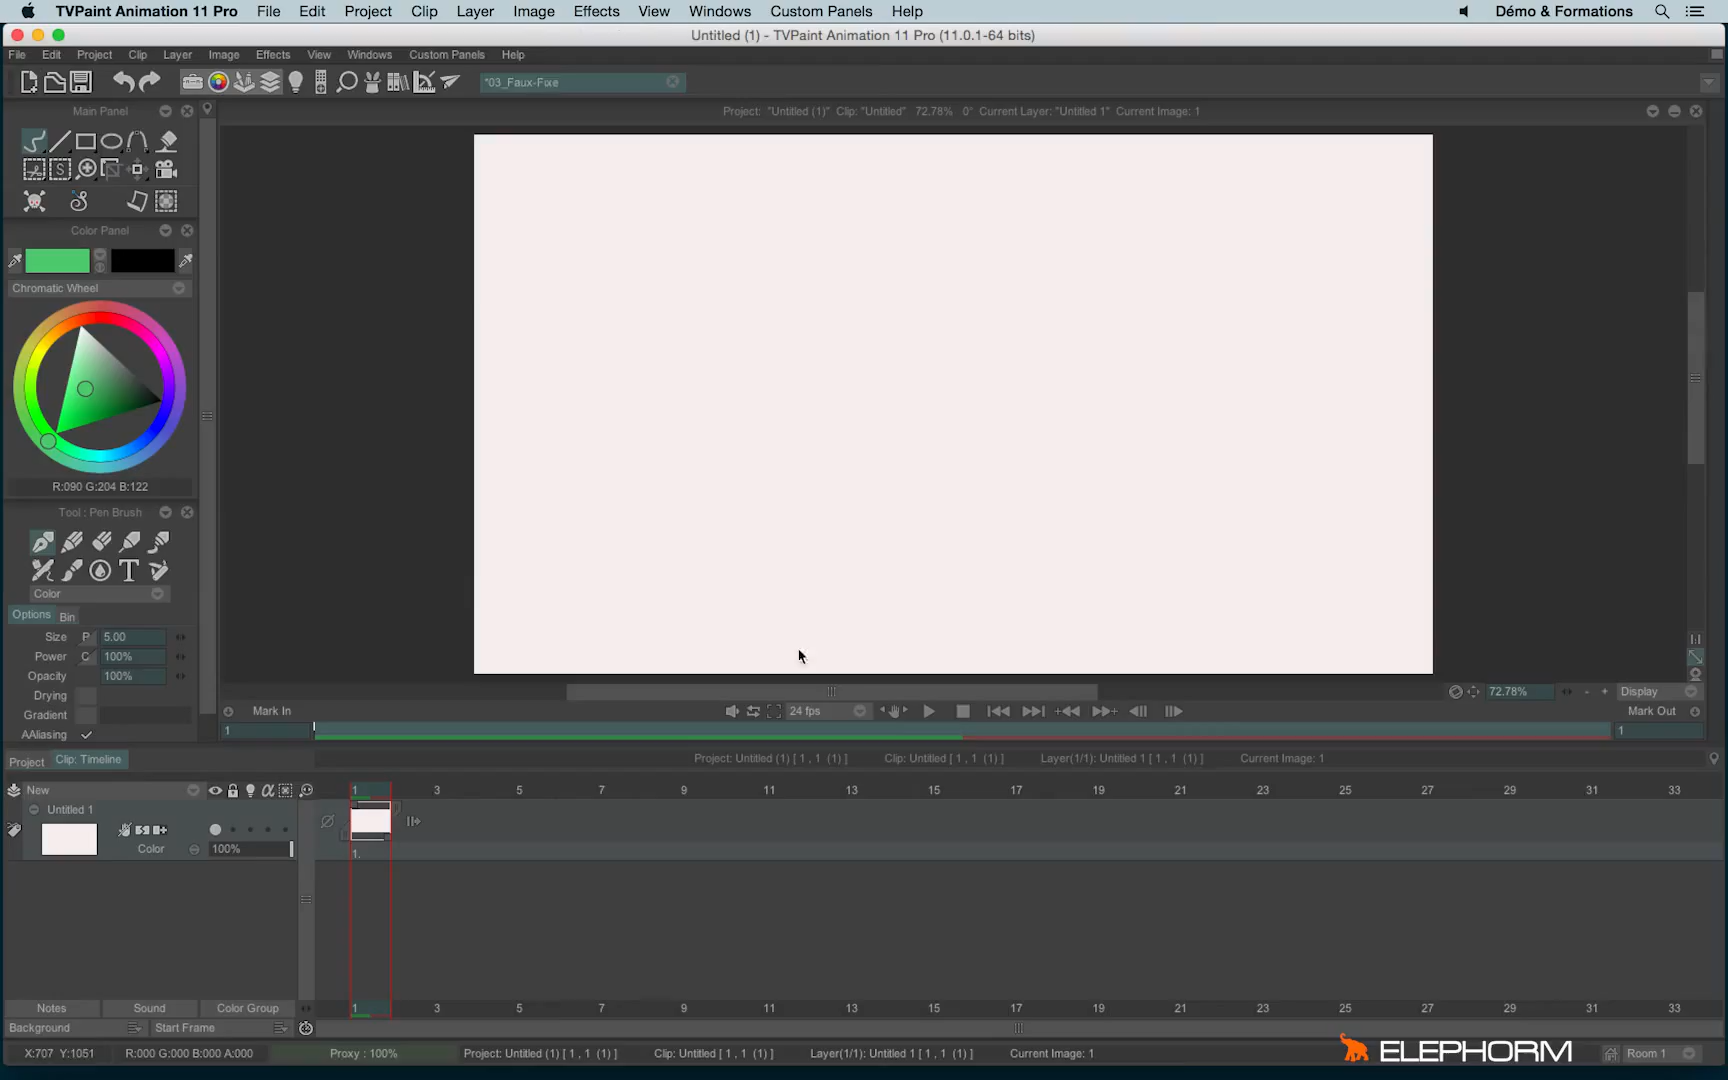 TVPaint Animation 11 Pro File Edit Project Clip Layer Image Effects View Windows Custom Panels Help Démo & Formations
Untitled (1) - TVPaint Animation 11 Pro (11.0.1-64 bits)
File Edit Project Clip Layer Image Effects View Windows Custom Panels Help
*03_Faux-Fixe
Main Panel
Project: "Untitled (1)" Clip: "Untitled" 72.78% 0° Current Layer: "Untitled 1" Current Image: 1
Color Panel
Chromatic Wheel
R:090 G:204 B:122
Tool : Pen Brush
Color
Options Bin
Size P 5.00
Power C 100%
Opacity 100%
Drying
Gradient
AAliasing
72.78% - + Display
Mark In 24 fps Mark Out
1 1
Project Clip: Timeline Project: Untitled (1) [ 1 , 1 (1) ] Clip: Untitled [ 1 , 1 (1) ] Layer(1/1): Untitled 1 [ 1 , 1 (1) ] Current Image: 1
New 1 3 5 7 9 11 13 15 17 19 21 23 25 27 29 31 33
Untitled 1
Color 100%
1.
Notes Sound Color Group 1 3 5 7 9 11 13 15 17 19 21 23 25 27 29 31 33
Background Start Frame
X:707 Y:1051 R:000 G:000 B:000 A:000 Proxy : 100% Project: Untitled (1) [ 1 , 1 (1) ] Clip: Untitled [ 1 , 1 (1) ] Layer(1/1): Untitled 1 [ 1 , 1 (1) ] Current Image: 1 ELEPHORM Room 1